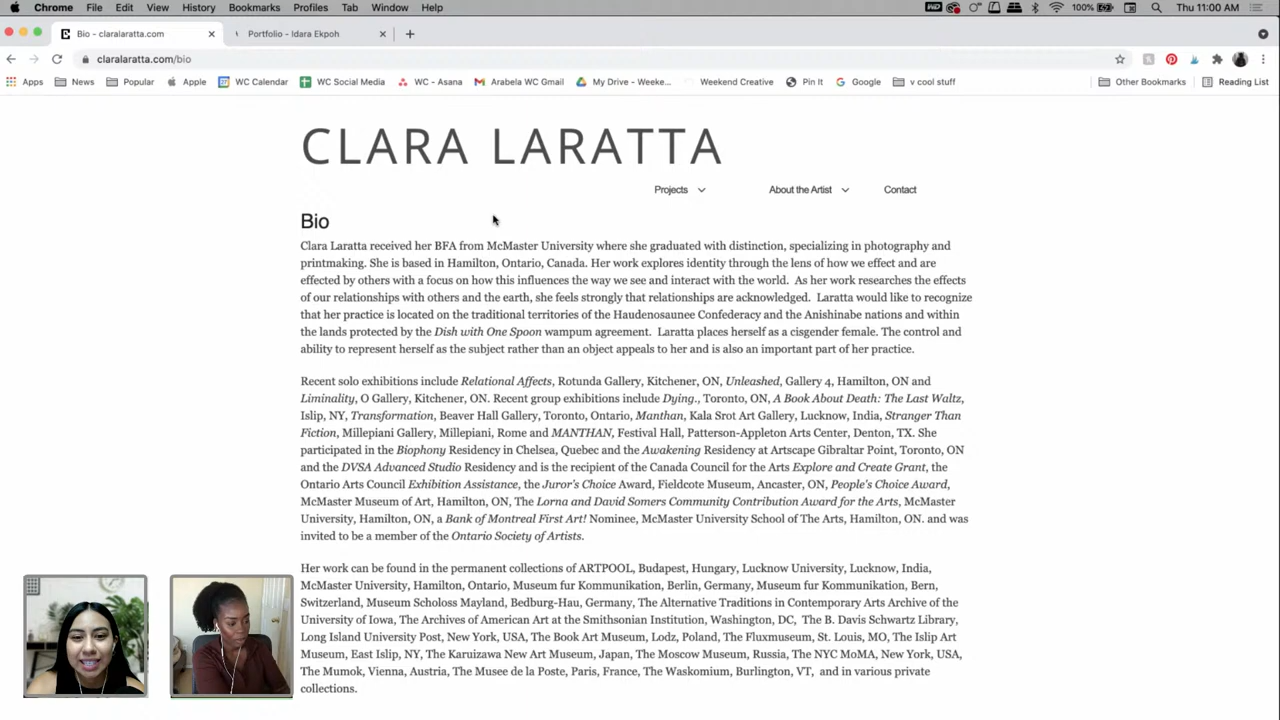 Chrome File Edit View History Bookmarks Profiles Tab Window Help 100% Thu 11:00 AM
Bio - claralaratta.com Portfolio - Idara Ekpoh
claralaratta.com/bio
Apps News Popular Apple WC Calendar WC Social Media WC - Asana Arabela WC Gmail My Drive - Weeke... Weekend Creative Pin It Google v cool stuff Other Bookmarks Reading List
CLARA LARATTA
Projects About the Artist Contact
Bio
Clara Laratta received her BFA from McMaster University where she graduated with distinction, specializing in photography and
printmaking. She is based in Hamilton, Ontario, Canada. Her work explores identity through the lens of how we effect and are
effected by others with a focus on how this influences the way we see and interact with the world. As her work researches the effects
of our relationships with others and the earth, she feels strongly that relationships are acknowledged. Laratta would like to recognize
that her practice is located on the traditional territories of the Haudenosaunee Confederacy and the Anishinabe nations and within
the lands protected by the Dish with One Spoon wampum agreement. Laratta places herself as a cisgender female. The control and
ability to represent herself as the subject rather than an object appeals to her and is also an important part of her practice.
Recent solo exhibitions include Relational Affects, Rotunda Gallery, Kitchener, ON, Unleashed, Gallery 4, Hamilton, ON and
Liminality, O Gallery, Kitchener, ON. Recent group exhibitions include Dying., Toronto, ON, A Book About Death: The Last Waltz,
Islip, NY, Transformation, Beaver Hall Gallery, Toronto, Ontario, Manthan, Kala Srot Art Gallery, Lucknow, India, Stranger Than
Fiction, Millepiani Gallery, Millepiani, Rome and MANTHAN, Festival Hall, Patterson-Appleton Arts Center, Denton, TX. She
participated in the Biophony Residency in Chelsea, Quebec and the Awakening Residency at Artscape Gibraltar Point, Toronto, ON
and the DVSA Advanced Studio Residency and is the recipient of the Canada Council for the Arts Explore and Create Grant, the
Ontario Arts Council Exhibition Assistance, the Juror's Choice Award, Fieldcote Museum, Ancaster, ON, People's Choice Award,
McMaster Museum of Art, Hamilton, ON, The Lorna and David Somers Community Contribution Award for the Arts, McMaster
University, Hamilton, ON, a Bank of Montreal First Art! Nominee, McMaster University School of The Arts, Hamilton, ON. and was
invited to be a member of the Ontario Society of Artists.
Her work can be found in the permanent collections of ARTPOOL, Budapest, Hungary, Lucknow University, Lucknow, India,
McMaster University, Hamilton, Ontario, Museum fur Kommunikation, Berlin, Germany, Museum fur Kommunikation, Bern,
Switzerland, Museum Scholoss Mayland, Bedburg-Hau, Germany, The Alternative Traditions in Contemporary Arts Archive of the
University of Iowa, The Archives of American Art at the Smithsonian Institution, Washington, DC, The B. Davis Schwartz Library,
Long Island University Post, New York, USA, The Book Art Museum, Lodz, Poland, The Fluxmuseum, St. Louis, MO, The Islip Art
Museum, East Islip, NY, The Karuizawa New Art Museum, Japan, The Moscow Museum, Russia, The NYC MoMA, New York, USA,
The Mumok, Vienna, Austria, The Musee de la Poste, Paris, France, The Waskomium, Burlington, VT, and in various private
collections.